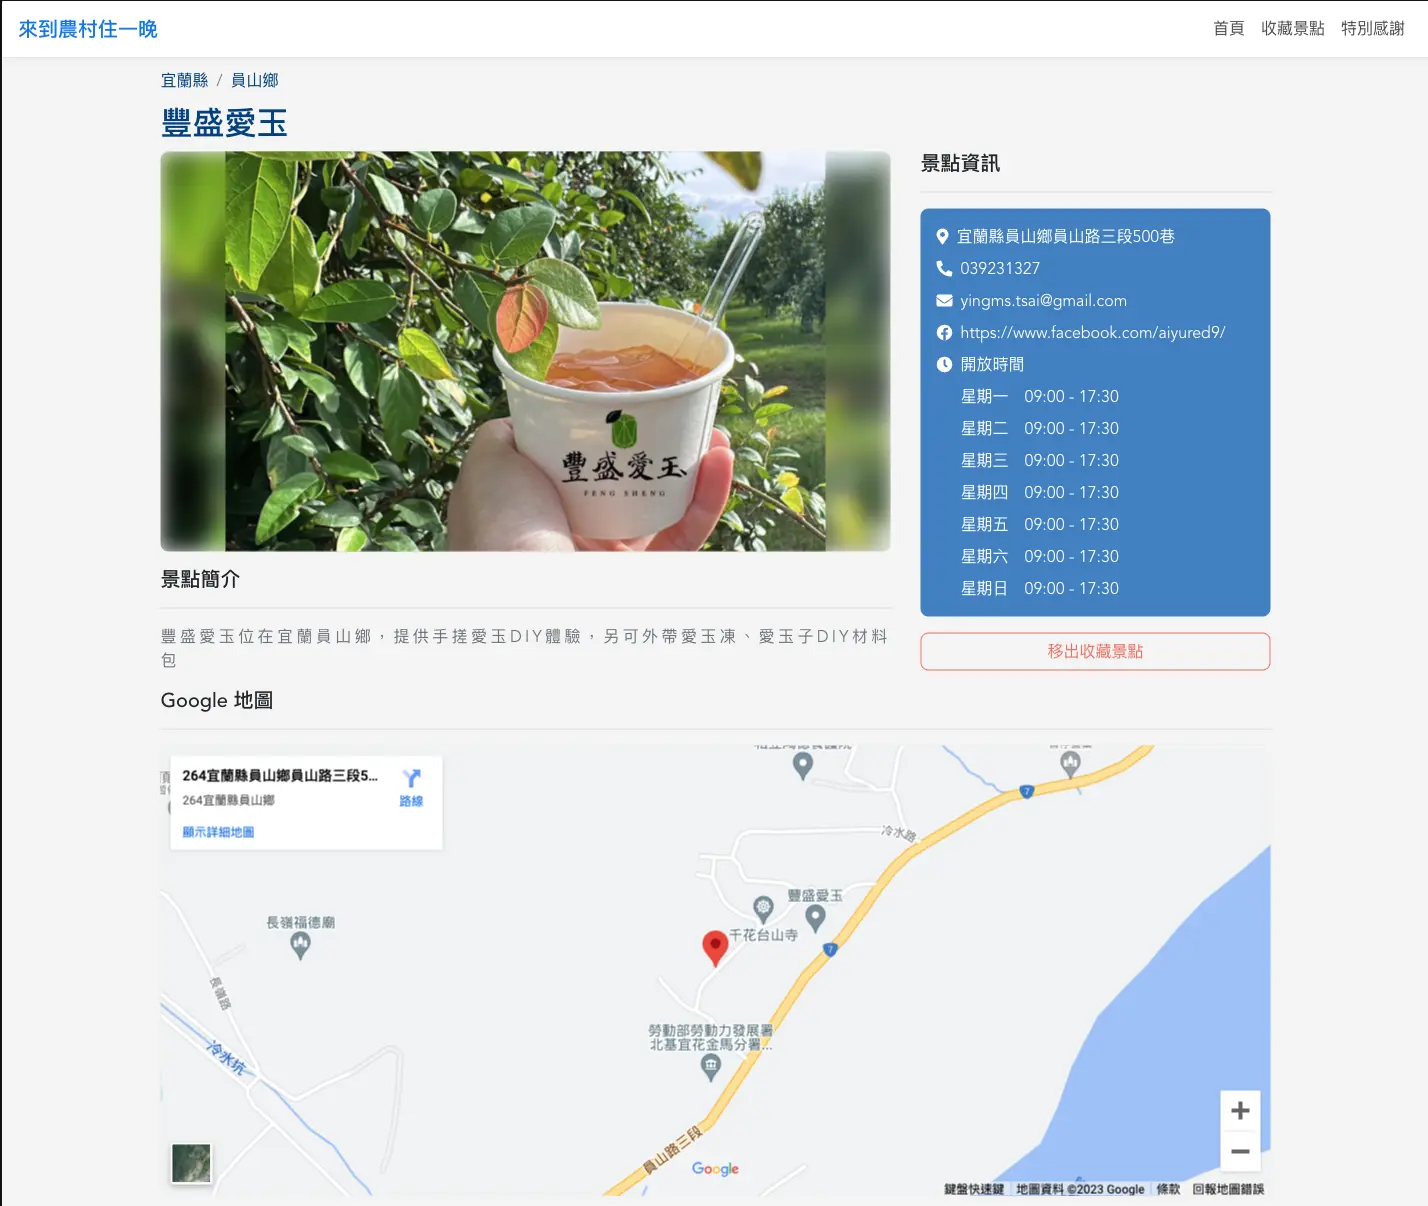 來到農村住一晚
首頁 收藏景點 特別感謝
宜蘭縣 / 員山鄉
豐盛愛玉
豐盛愛玉
FENG SHENG
景點資訊
宜蘭縣員山鄉員山路三段500巷
039231327
yingms.tsai@gmail.com
https://www.facebook.com/aiyured9/
開放時間
星期一 09:00 - 17:30
星期二 09:00 - 17:30
星期三 09:00 - 17:30
星期四 09:00 - 17:30
星期五 09:00 - 17:30
星期六 09:00 - 17:30
星期日 09:00 - 17:30
移出收藏景點
景點簡介
豐盛愛玉位在宜蘭員山鄉，提供手搓愛玉DIY體驗，另可外帶愛玉凍、愛玉子DIY材料
包
Google 地圖
264宜蘭縣員山鄉員山路三段5...
264宜蘭縣員山鄉
路線
顯示詳細地圖
7
冷水路
豐盛愛玉
千花台山寺
7
長嶺福德廟
長嶺路
冷水坑
勞動部勞動力發展署
北基宜花金馬分署...
員山路三段
Google
鍵盤快速鍵 地圖資料 ©2023 Google 條款 回報地圖錯誤